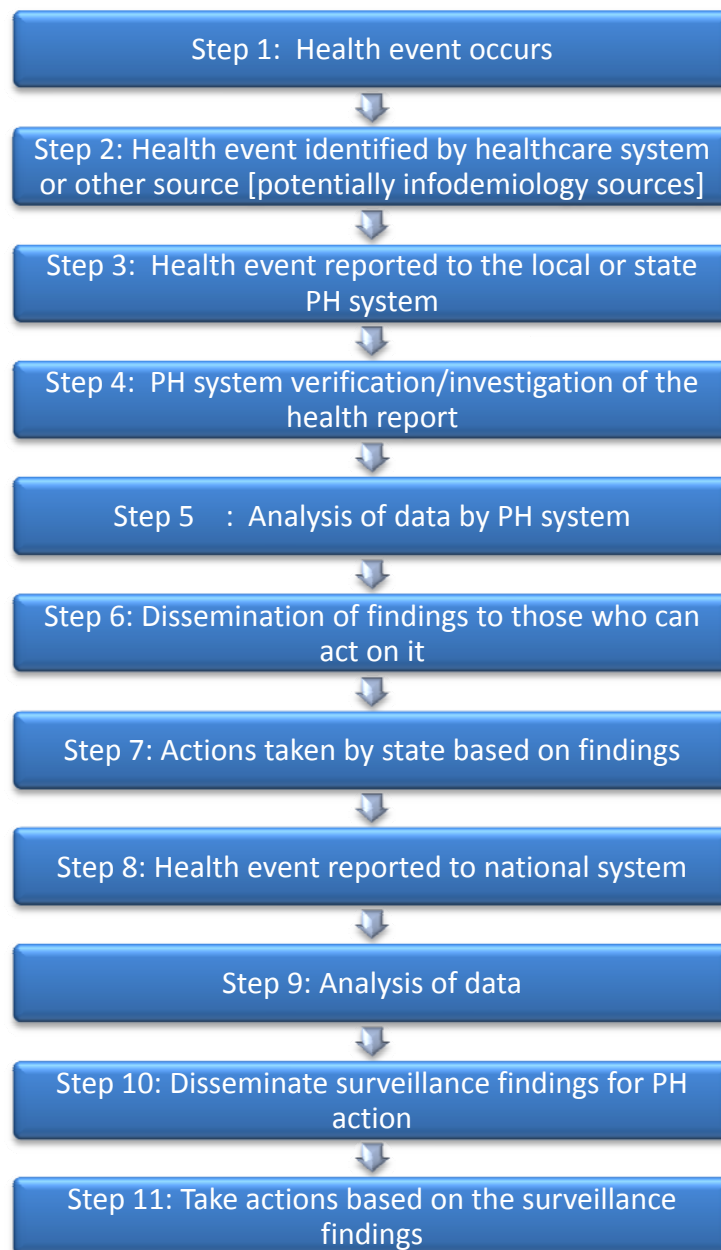 Step 1:  Health event occurs
Step 2: Health event identified by healthcare system
or other source [potentially infodemiology sources]
Step 3:  Health event reported to the local or state
PH system
Step 4:  PH system verification/investigation of the
health report
Step 5    :  Analysis of data by PH system
Step 6: Dissemination of findings to those who can
act on it
Step 7: Actions taken by state based on findings
Step 8: Health event reported to national system
Step 9: Analysis of data
Step 10: Disseminate surveillance findings for PH
action
Step 11: Take actions based on the surveillance
findings